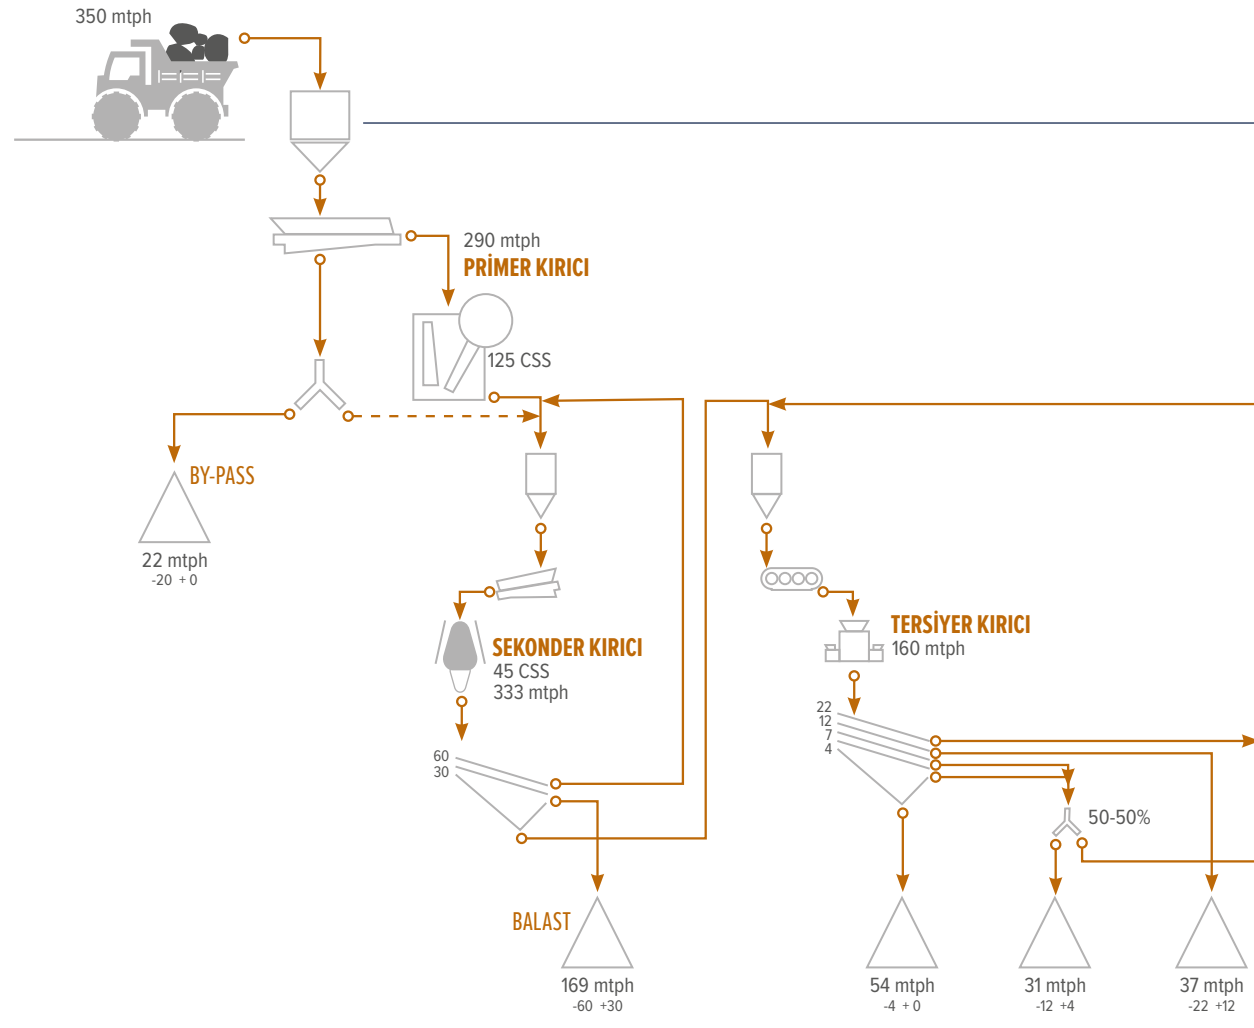 350 mtph
290 mtph
PRİMER KIRICI
125 CSS
BY-PASS
22 mtph
-20 + 0
SEKONDER KIRICI
45 CSS
333 mtph
60
30
BALAST
169 mtph
-60 +30
TERSİYER KIRICI
160 mtph
22
12
7
4
50-50%
54 mtph
-4 + 0
31 mtph
-12 +4
37 mtph
-22 +12